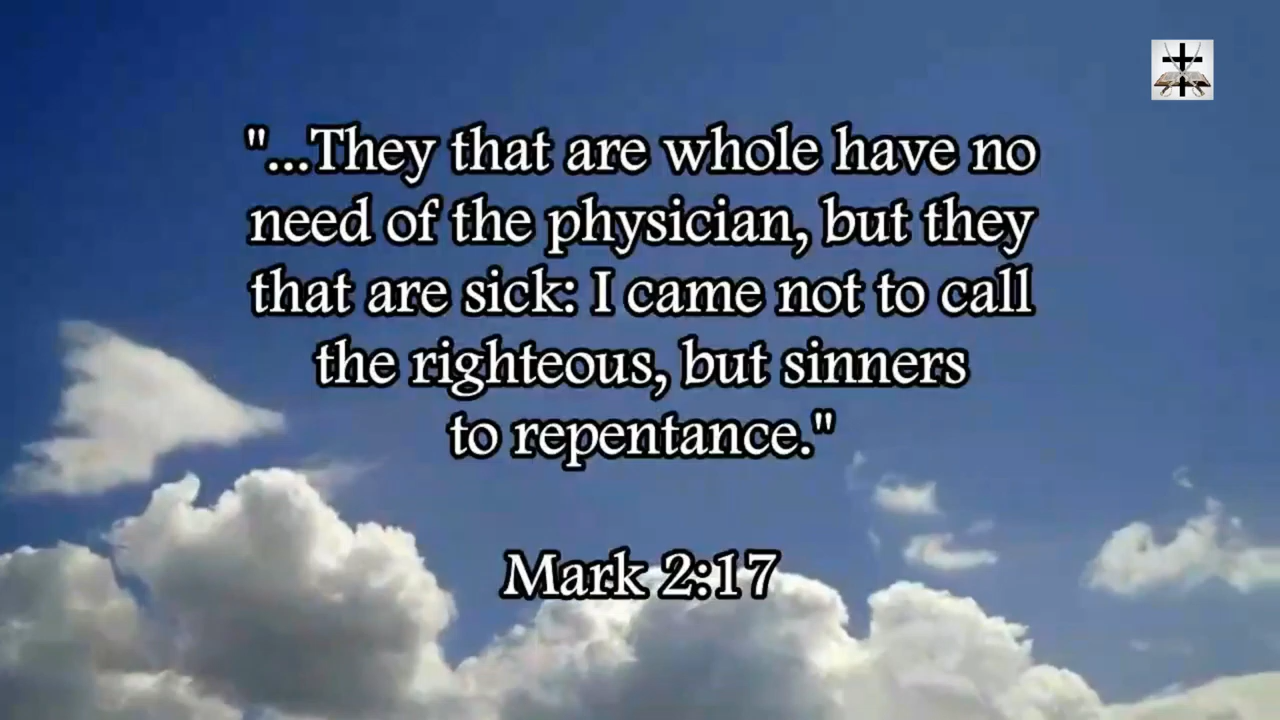 "...They that are whole have no
need of the physician, but they
that are sick: I came not to call
the righteous, but sinners
to repentance."
Mark 2:17